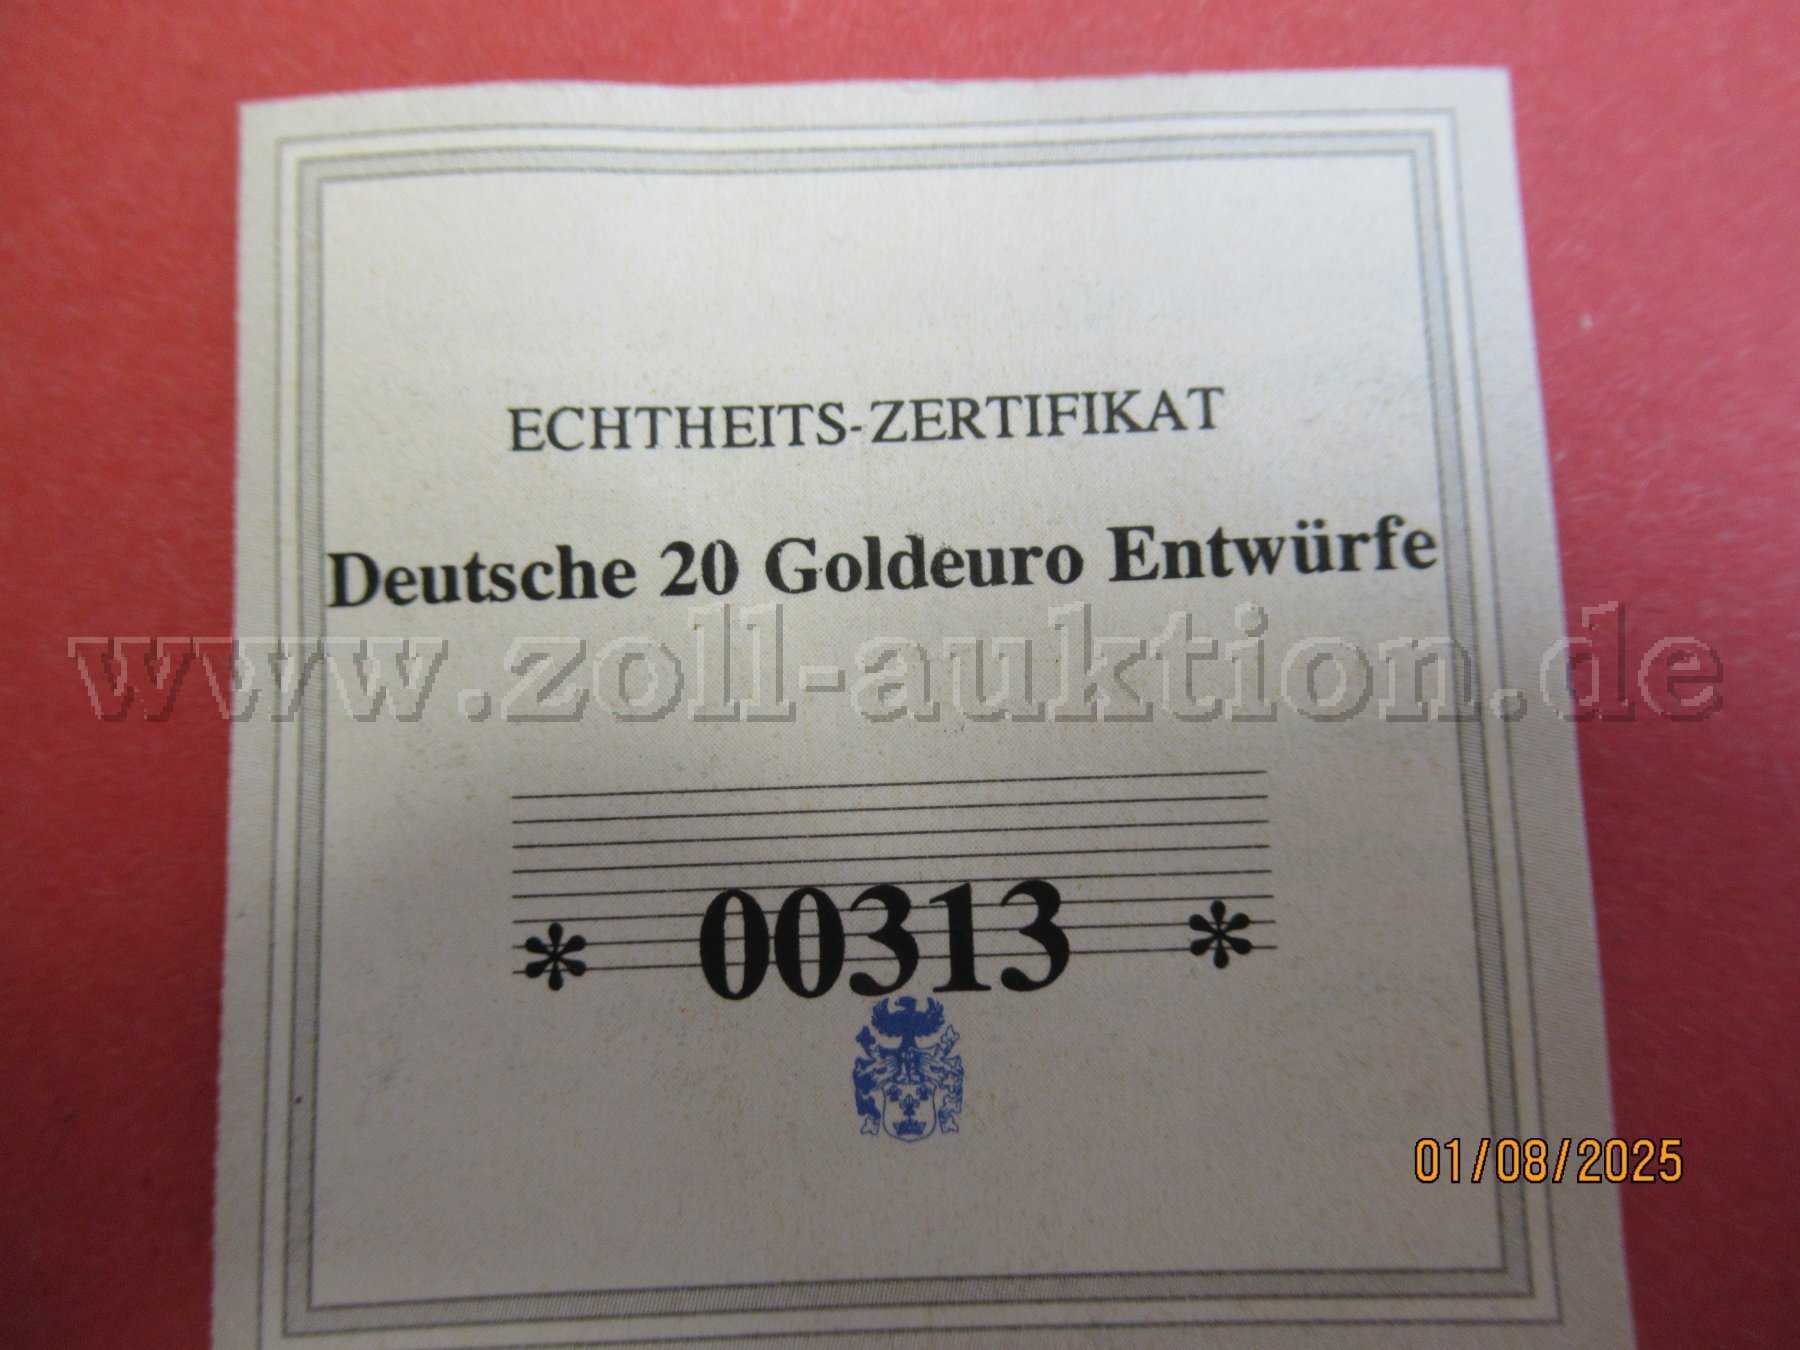 ECHTHEITS-ZERTIFIKAT
Deutsche 20 Goldeuro Entwürfe
www.zoll-auktion.de
* 00313 *
01/08/2025